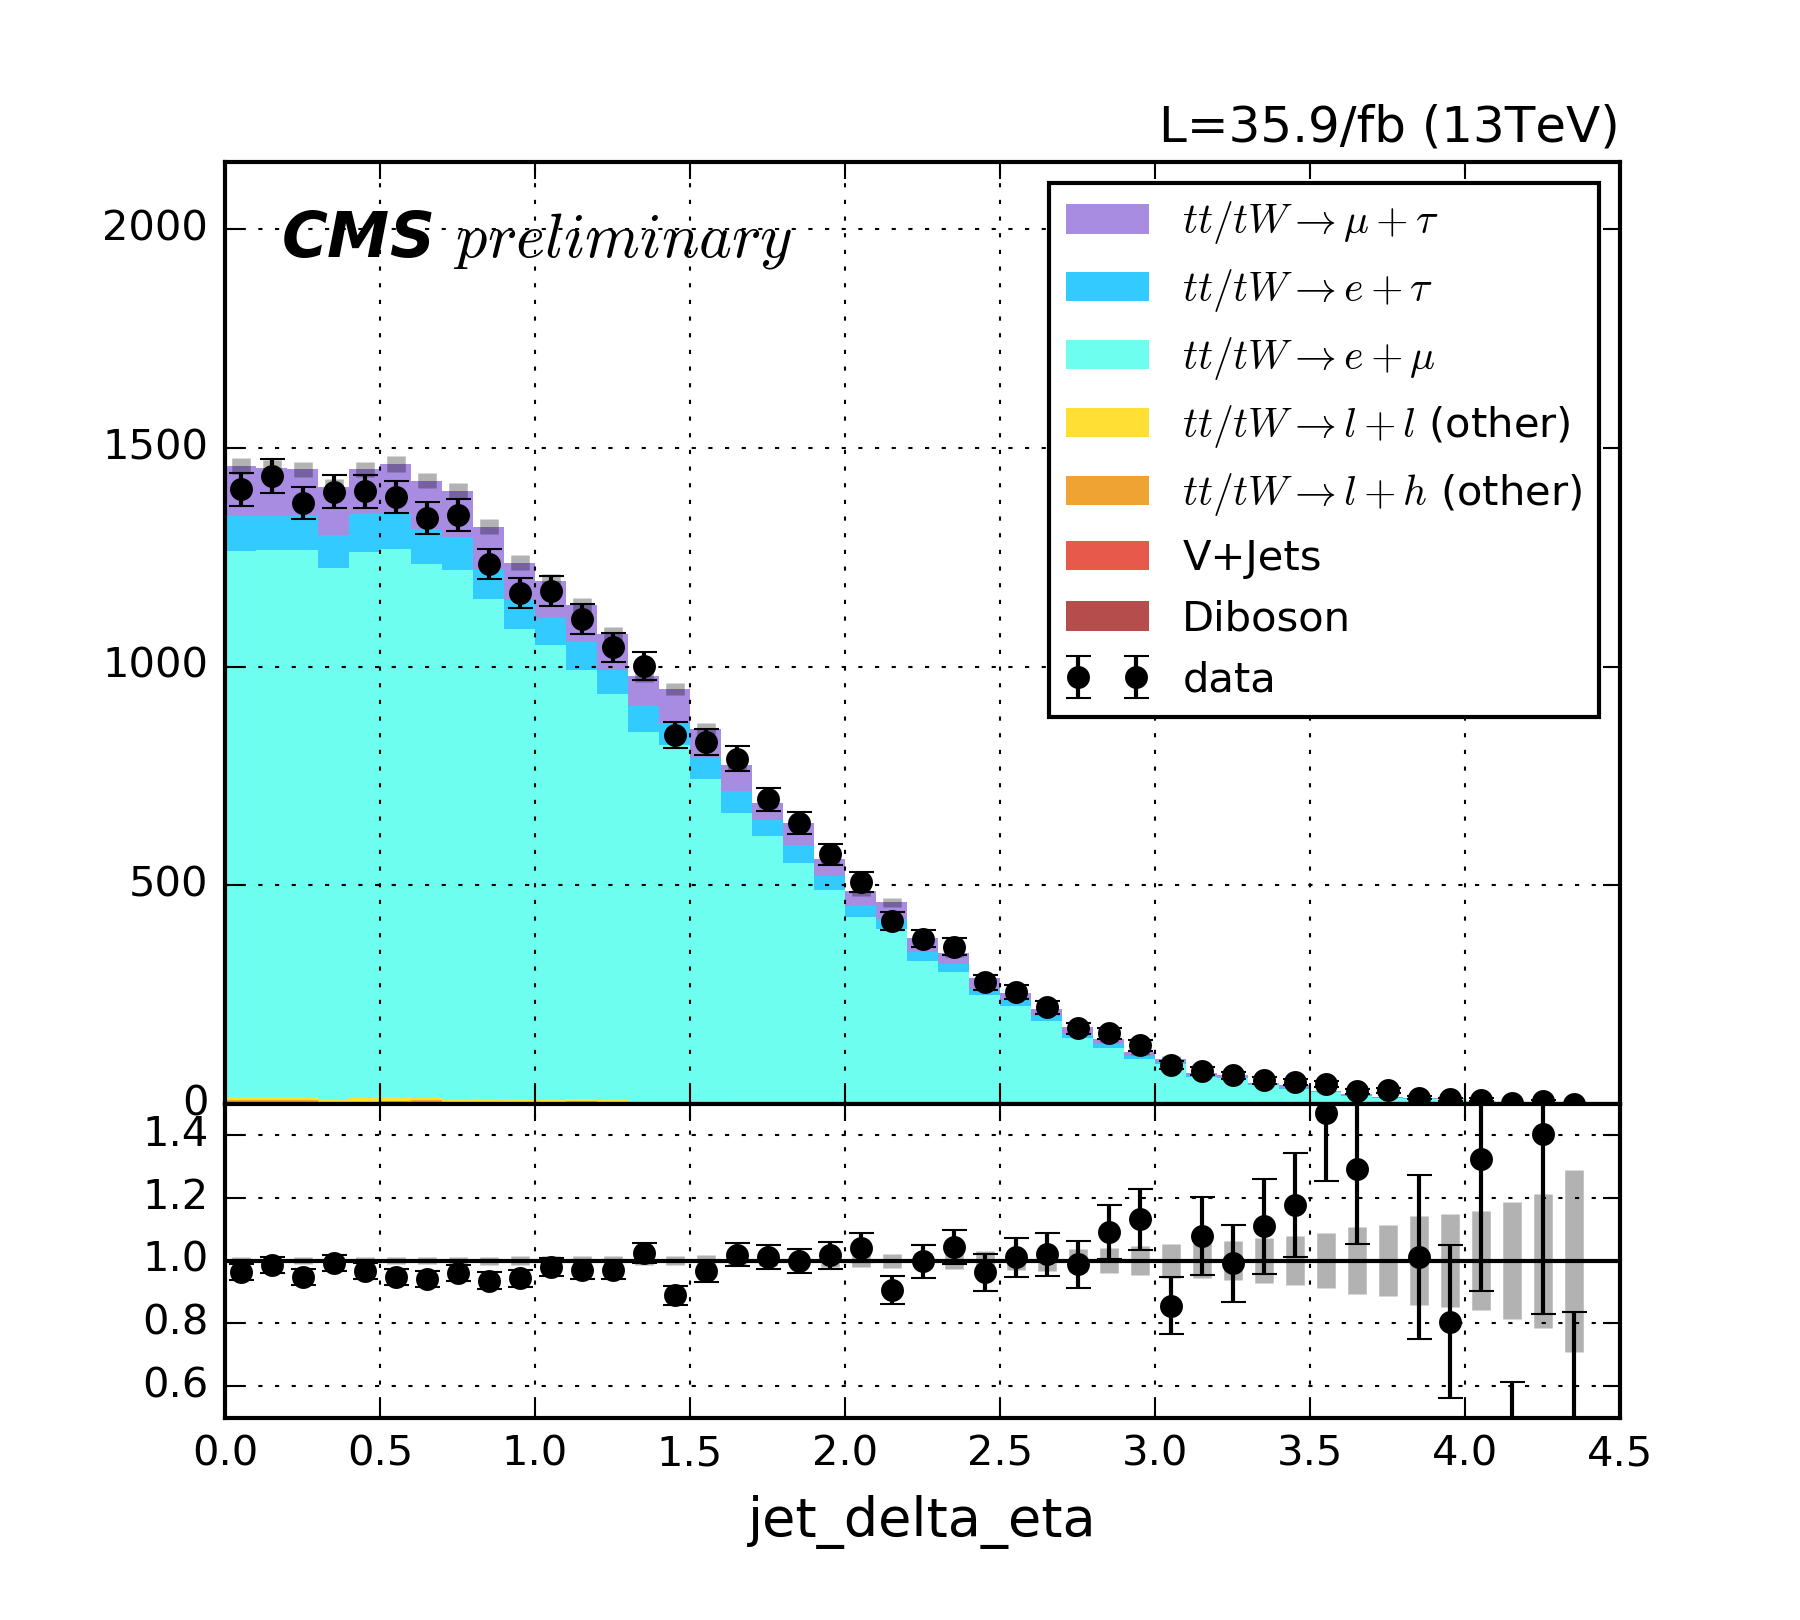 L=35.9/fb (13TeV)
CMS preliminary
2000
1500
1000
500
0
tt/tW → μ + τ
tt/tW → e + τ
tt/tW → e + μ
tt/tW → l + l (other)
tt/tW → l + h (other)
V+Jets
Diboson
data
1.4
1.2
1.0
0.8
0.6
0.0 0.5 1.0 1.5 2.0 2.5 3.0 3.5 4.0 4.5
jet_delta_eta